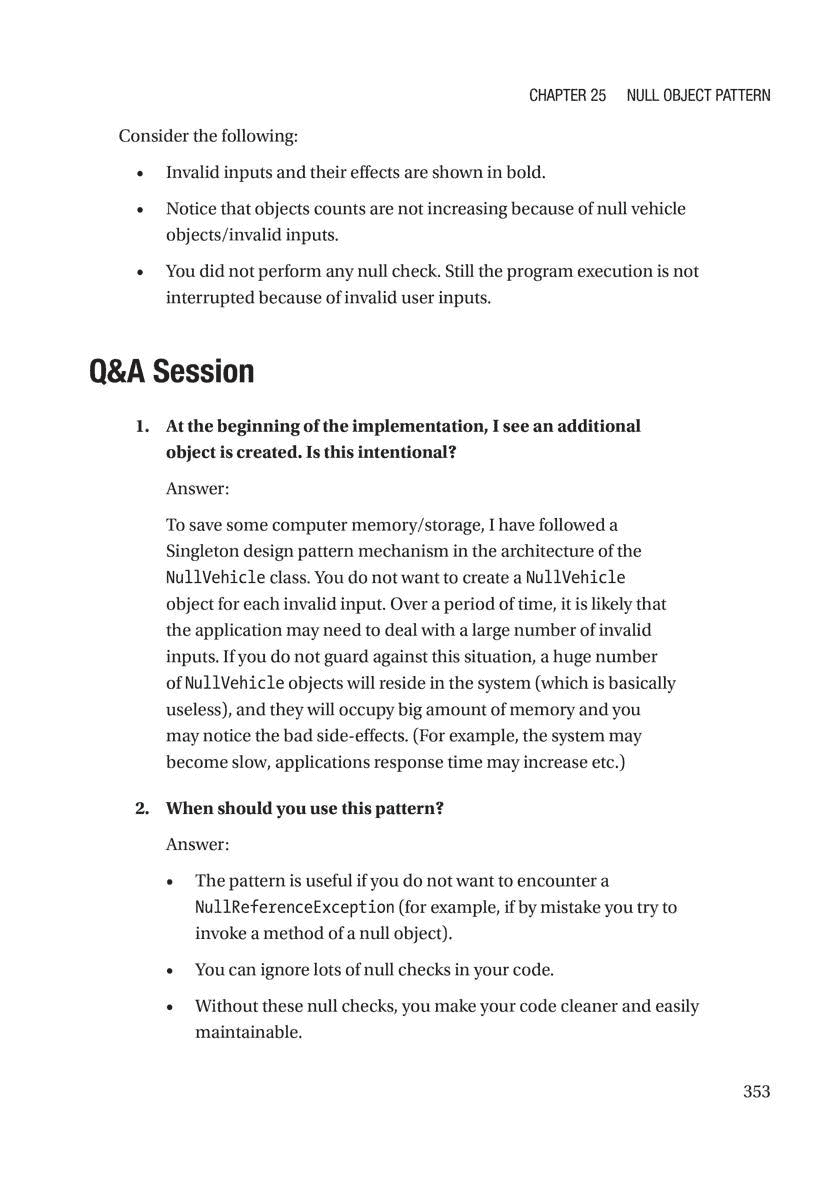 CHAPTER 25 NULL OBJECT PATTERN
Consider the following:
• Invalid inputs and their effects are shown in bold.
• Notice that objects counts are not increasing because of null vehicle
objects/invalid inputs.
• You did not perform any null check. Still the program execution is not
interrupted because of invalid user inputs.
Q&A Session
1. At the beginning of the implementation, I see an additional
object is created. Is this intentional?
Answer:
To save some computer memory/storage, I have followed a
Singleton design pattern mechanism in the architecture of the
NullVehicle class. You do not want to create a NullVehicle
object for each invalid input. Over a period of time, it is likely that
the application may need to deal with a large number of invalid
inputs. If you do not guard against this situation, a huge number
of NullVehicle objects will reside in the system (which is basically
useless), and they will occupy big amount of memory and you
may notice the bad side-effects. (For example, the system may
become slow, applications response time may increase etc.)
2. When should you use this pattern?
Answer:
• The pattern is useful if you do not want to encounter a
NullReferenceException (for example, if by mistake you try to
invoke a method of a null object).
• You can ignore lots of null checks in your code.
• Without these null checks, you make your code cleaner and easily
maintainable.
353